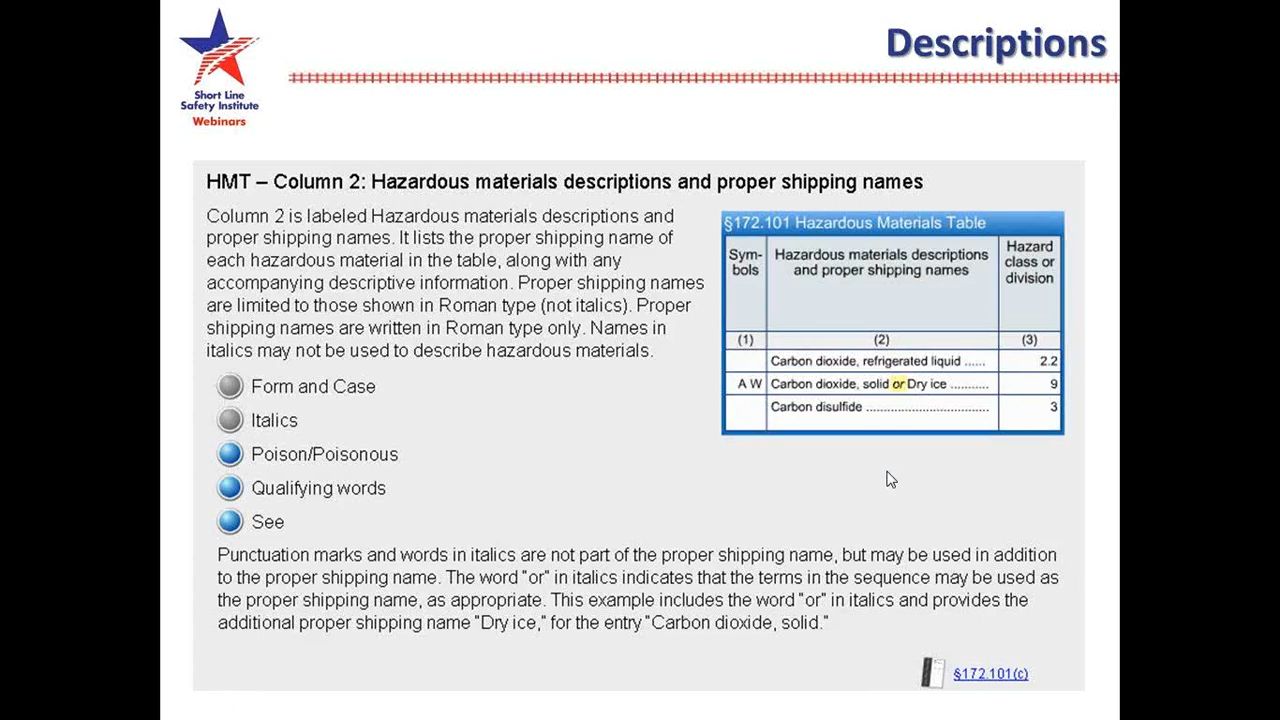 Descriptions
Short Line
Safety Institute
Webinars
HMT – Column 2: Hazardous materials descriptions and proper shipping names
Column 2 is labeled Hazardous materials descriptions and
proper shipping names. It lists the proper shipping name of
each hazardous material in the table, along with any
accompanying descriptive information. Proper shipping names
are limited to those shown in Roman type (not italics). Proper
shipping names are written in Roman type only. Names in
italics may not be used to describe hazardous materials.
§172.101 Hazardous Materials Table
Sym-
bols
Hazardous materials descriptions
and proper shipping names
Hazard
class or
division
(1) (2) (3)
Carbon dioxide, refrigerated liquid ...... 2.2
A W Carbon dioxide, solid or Dry ice ........... 9
Carbon disulfide ................................... 3
Form and Case
Italics
Poison/Poisonous
Qualifying words
See
Punctuation marks and words in italics are not part of the proper shipping name, but may be used in addition
to the proper shipping name. The word "or" in italics indicates that the terms in the sequence may be used as
the proper shipping name, as appropriate. This example includes the word "or" in italics and provides the
additional proper shipping name "Dry ice," for the entry "Carbon dioxide, solid."
§172.101(c)